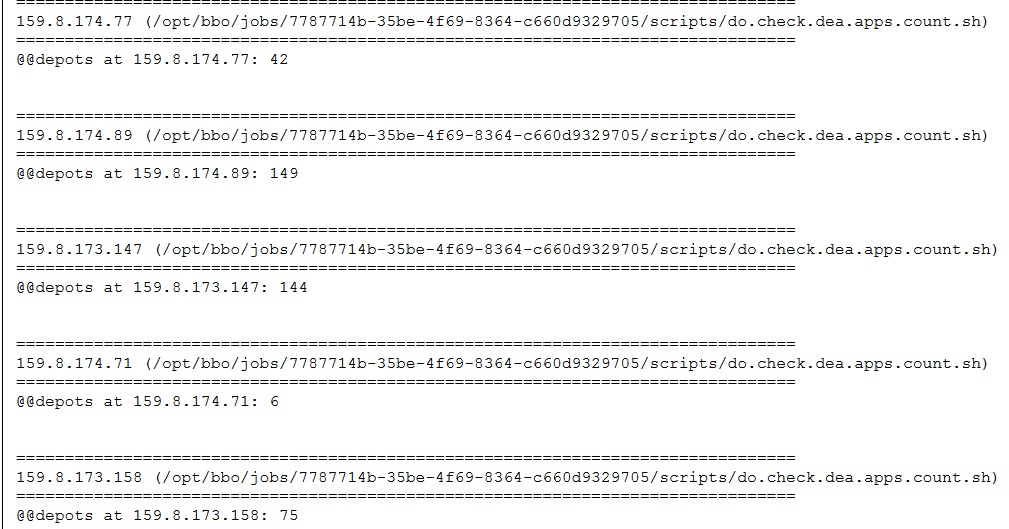 ================================================================================
159.8.174.77 (/opt/bbo/jobs/7787714b-35be-4f69-8364-c660d9329705/scripts/do.check.dea.apps.count.sh)
================================================================================
@@depots at 159.8.174.77: 42
================================================================================
159.8.174.89 (/opt/bbo/jobs/7787714b-35be-4f69-8364-c660d9329705/scripts/do.check.dea.apps.count.sh)
================================================================================
@@depots at 159.8.174.89: 149
================================================================================
159.8.173.147 (/opt/bbo/jobs/7787714b-35be-4f69-8364-c660d9329705/scripts/do.check.dea.apps.count.sh)
================================================================================
@@depots at 159.8.173.147: 144
================================================================================
159.8.174.71 (/opt/bbo/jobs/7787714b-35be-4f69-8364-c660d9329705/scripts/do.check.dea.apps.count.sh)
================================================================================
@@depots at 159.8.174.71: 6
================================================================================
159.8.173.158 (/opt/bbo/jobs/7787714b-35be-4f69-8364-c660d9329705/scripts/do.check.dea.apps.count.sh)
================================================================================
@@depots at 159.8.173.158: 75